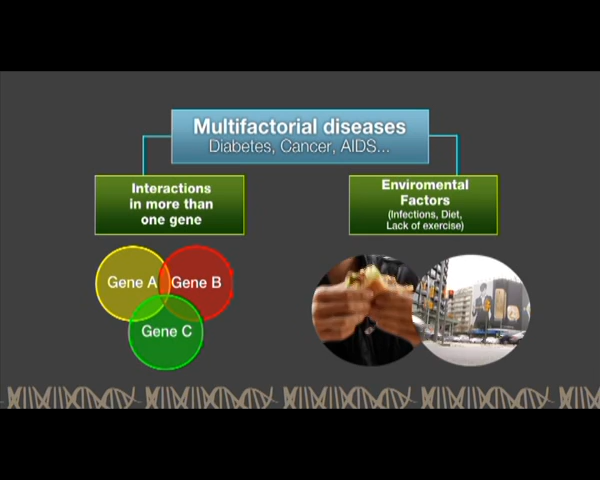 Multifactorial diseases
Diabetes, Cancer, AIDS...
Interactions
in more than
one gene
Enviromental
Factors
(Infections, Diet,
Lack of exercise)
Gene A
Gene B
Gene C